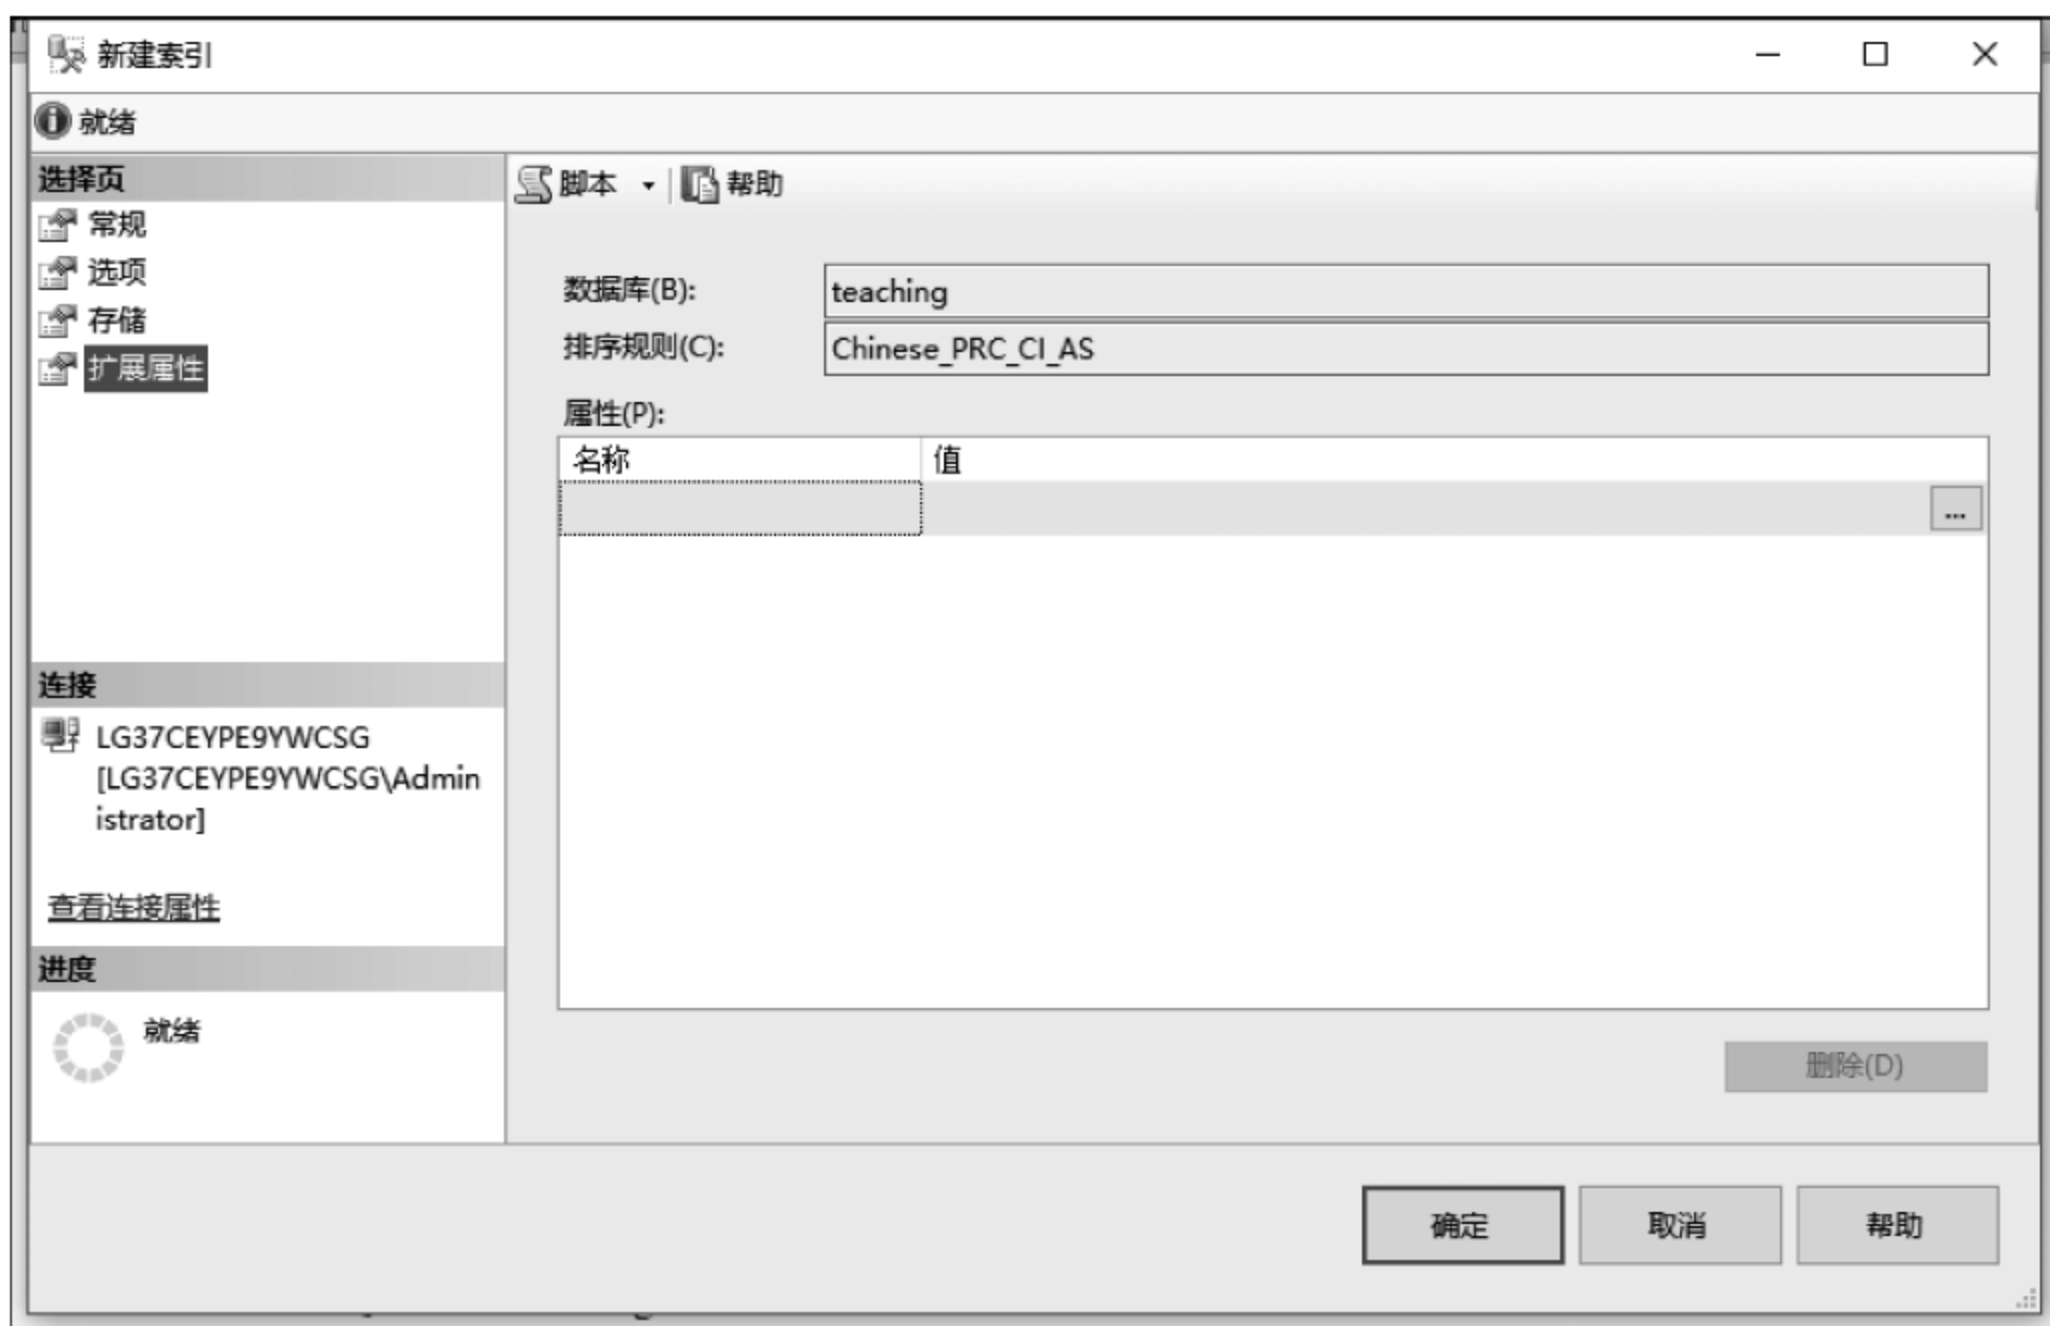 新建索引
就绪
选择页
常规
选项
存储
扩展属性
连接
LG37CEYPE9YWCSG
[LG37CEYPE9YWCSG\Admin
istrator]
查看连接属性
进度
就绪
脚本 帮助
数据库(B): teaching
排序规则(C): Chinese_PRC_CI_AS
属性(P):
名称 值
...
删除(D)
确定 取消 帮助